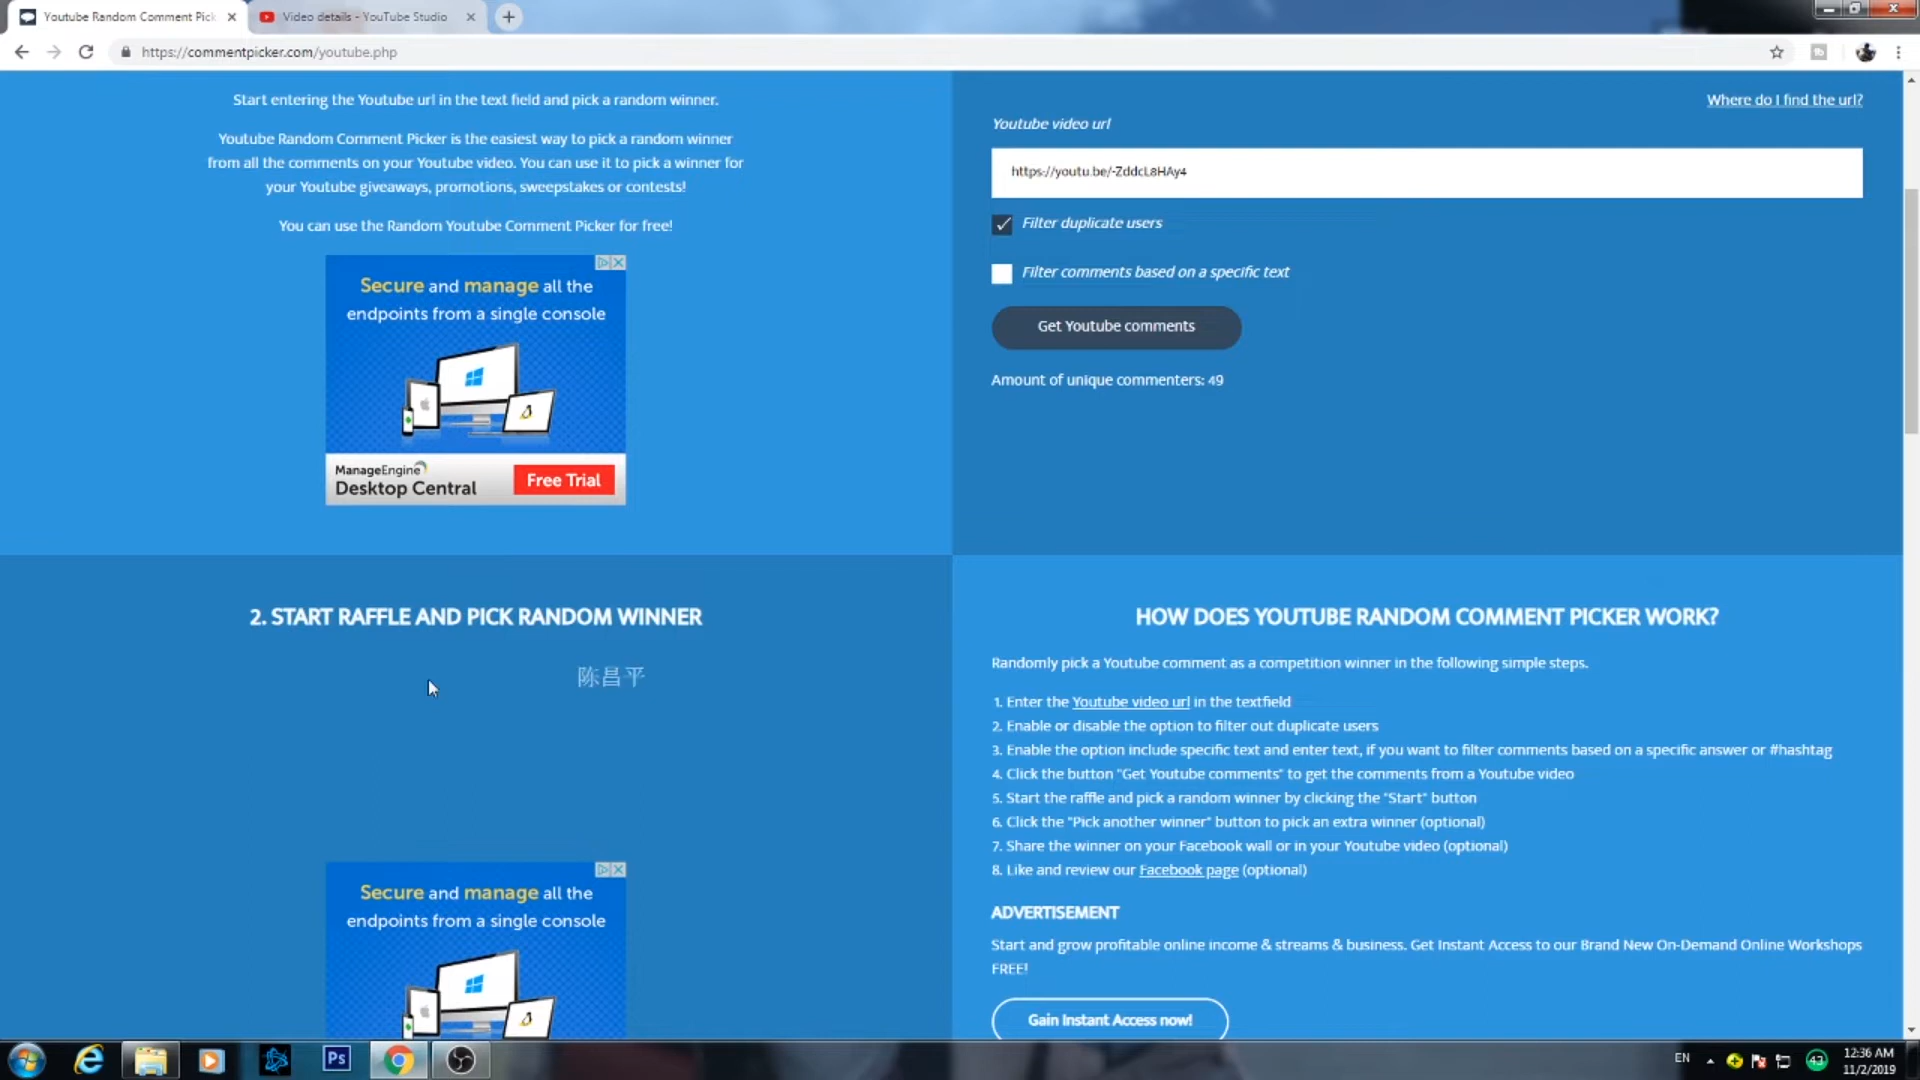 Youtube Random Comment Pick
Video details - YouTube Studio
https://commentpicker.com/youtube.php
Start entering the Youtube url in the text field and pick a random winner.
Youtube Random Comment Picker is the easiest way to pick a random winner
from all the comments on your Youtube video. You can use it to pick a winner for
your Youtube giveaways, promotions, sweepstakes or contests!
You can use the Random Youtube Comment Picker for free!
Secure and manage all the
endpoints from a single console
ManageEngine
Desktop Central
Free Trial
Where do I find the url?
Youtube video url
https://youtu.be/-ZddcL8HAy4
Filter duplicate users
Filter comments based on a specific text
Get Youtube comments
Amount of unique commenters: 49
2. START RAFFLE AND PICK RANDOM WINNER
陈昌平
Secure and manage all the
endpoints from a single console
HOW DOES YOUTUBE RANDOM COMMENT PICKER WORK?
Randomly pick a Youtube comment as a competition winner in the following simple steps.
1. Enter the Youtube video url in the textfield
2. Enable or disable the option to filter out duplicate users
3. Enable the option include specific text and enter text, if you want to filter comments based on a specific answer or #hashtag
4. Click the button "Get Youtube comments" to get the comments from a Youtube video
5. Start the raffle and pick a random winner by clicking the "Start" button
6. Click the "Pick another winner" button to pick an extra winner (optional)
7. Share the winner on your Facebook wall or in your Youtube video (optional)
8. Like and review our Facebook page (optional)
ADVERTISEMENT
Start and grow profitable online income & streams & business. Get Instant Access to our Brand New On-Demand Online Workshops
FREE!
Gain Instant Access now!
Ps
EN
43
12:36 AM
11/2/2019